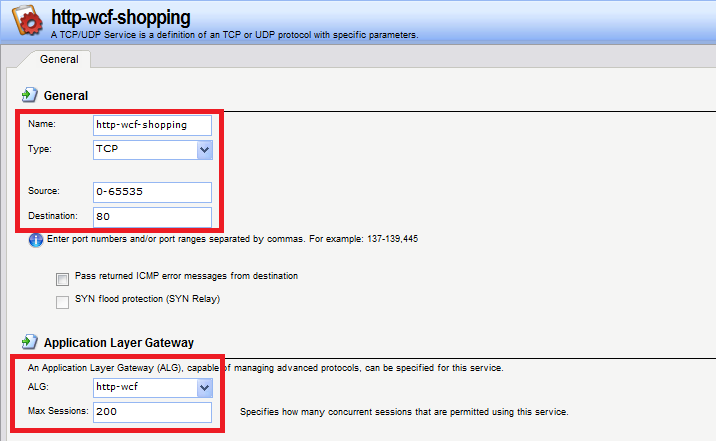 http-wcf-shopping
A TCP/UDP Service is a definition of an TCP or UDP protocol with specific parameters.
General
General
Name: http-wcf-shopping
Type: TCP
Source: 0-65535
Destination: 80
Enter port numbers and/or port ranges separated by commas. For example: 137-139,445
Pass returned ICMP error messages from destination
SYN flood protection (SYN Relay)
Application Layer Gateway
An Application Layer Gateway (ALG), capable of managing advanced protocols, can be specified for this service.
ALG: http-wcf
Max Sessions: 200 Specifies how many concurrent sessions that are permitted using this service.